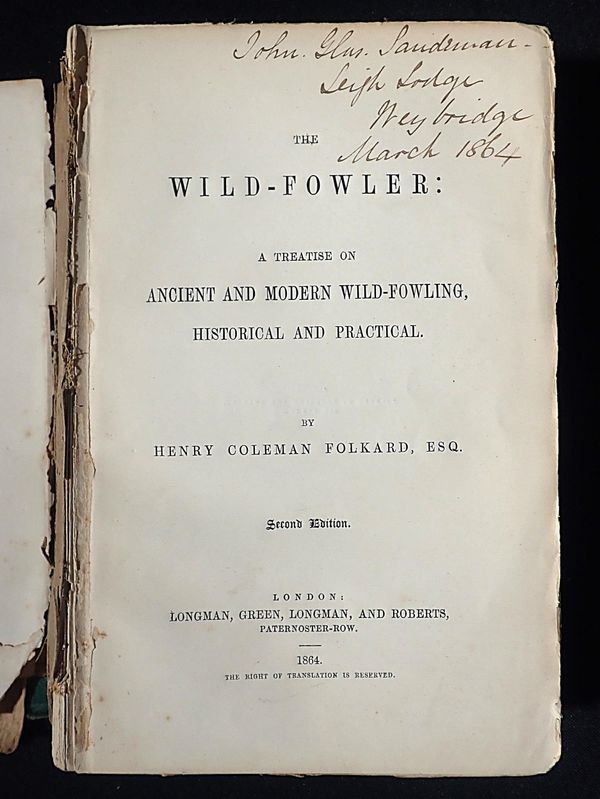 John. Glas. Sandeman-
Leigh Lodge
Weybridge
March 1864
THE
WILD-FOWLER:
A TREATISE ON
ANCIENT AND MODERN WILD-FOWLING,
HISTORICAL AND PRACTICAL.
BY
HENRY COLEMAN FOLKARD, ESQ.
Second Edition.
LONDON:
LONGMAN, GREEN, LONGMAN, AND ROBERTS,
PATERNOSTER-ROW.
1864.
THE RIGHT OF TRANSLATION IS RESERVED.